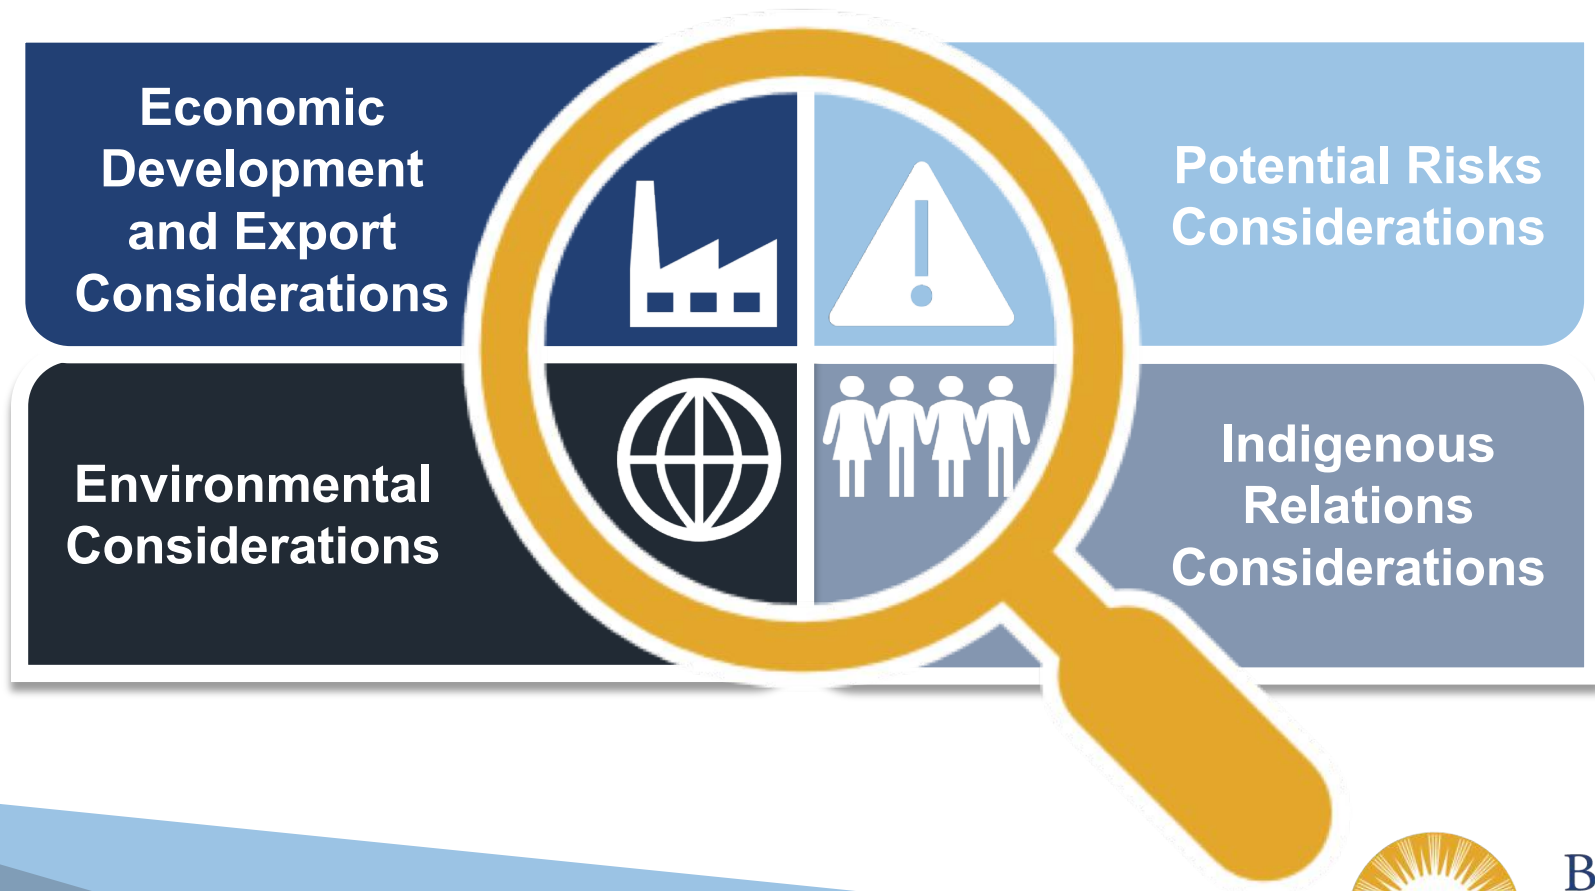 Economic
Development
and Export
Considerations
Potential Risks
Considerations
Environmental
Considerations
Indigenous
Relations
Considerations
B